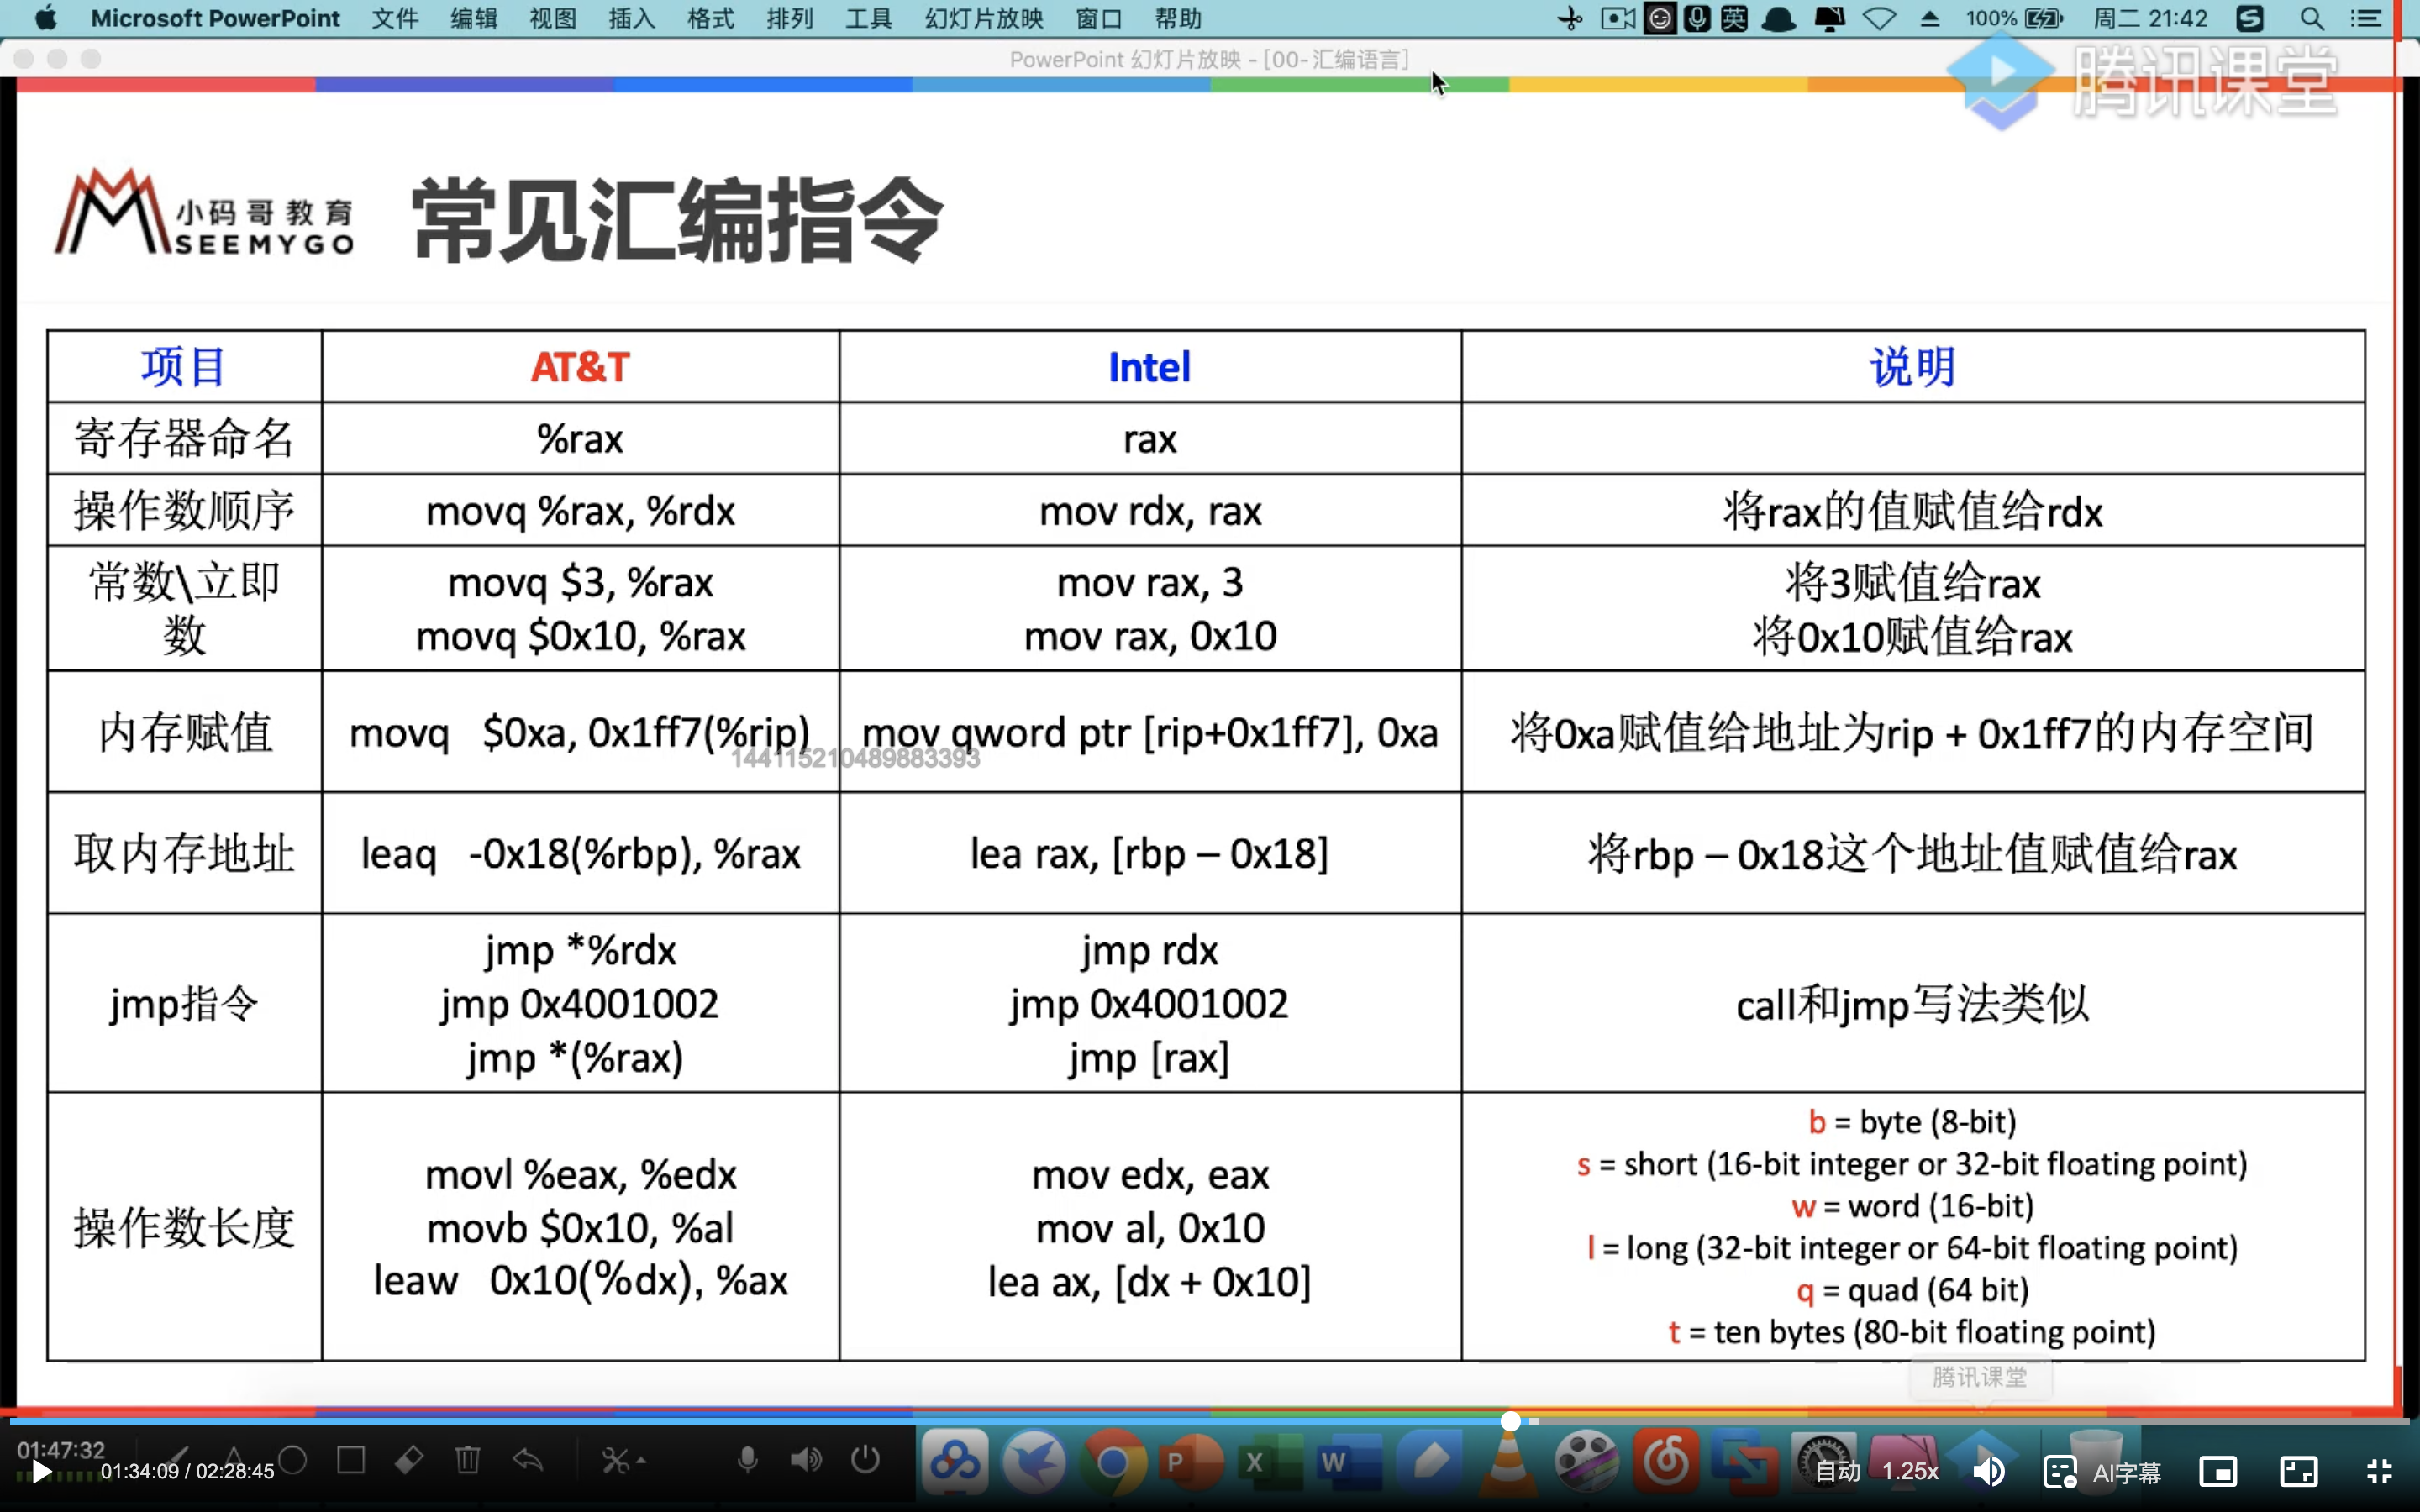 Microsoft PowerPoint 文件 编辑 视图 插入 格式 排列 工具 幻灯片放映 窗口 帮助 英 100% 周二 21:42
PowerPoint 幻灯片放映 - [00-汇编语言]
腾讯课堂
小码哥教育
SEEMYGO
常见汇编指令
项目 AT&T Intel 说明
寄存器命名 %rax rax
操作数顺序 movq %rax, %rdx mov rdx, rax 将rax的值赋值给rdx
常数\立即
数
movq $3, %rax
movq $0x10, %rax
mov rax, 3
mov rax, 0x10
将3赋值给rax
将0x10赋值给rax
内存赋值 movq $0xa, 0x1ff7(%rip) mov qword ptr [rip+0x1ff7], 0xa 将0xa赋值给地址为rip + 0x1ff7的内存空间
144115210489883393
取内存地址 leaq -0x18(%rbp), %rax lea rax, [rbp – 0x18] 将rbp – 0x18这个地址值赋值给rax
jmp指令
jmp *%rdx
jmp 0x4001002
jmp *(%rax)
jmp rdx
jmp 0x4001002
jmp [rax]
call和jmp写法类似
操作数长度
movl %eax, %edx
movb $0x10, %al
leaw 0x10(%dx), %ax
mov edx, eax
mov al, 0x10
lea ax, [dx + 0x10]
b = byte (8-bit)
s = short (16-bit integer or 32-bit floating point)
w = word (16-bit)
l = long (32-bit integer or 64-bit floating point)
q = quad (64 bit)
t = ten bytes (80-bit floating point)
腾讯课堂
01:47:32
01:34:09 / 02:28:45
P X W
自动 1.25x AI字幕